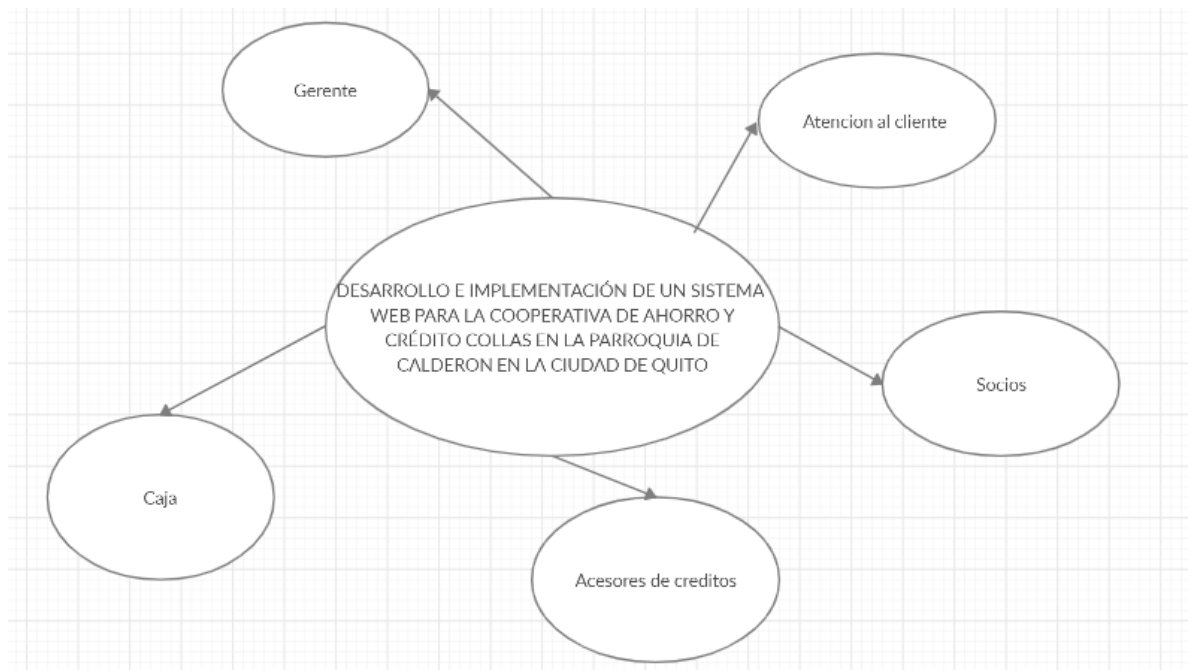 Gerente
Atencion al cliente
DESARROLLO E IMPLEMENTACIÓN DE UN SISTEMA
WEB PARA LA COOPERATIVA DE AHORRO Y
CRÉDITO COLLAS EN LA PARROQUIA DE
CALDERON EN LA CIUDAD DE QUITO
Socios
Caja
Acesores de creditos